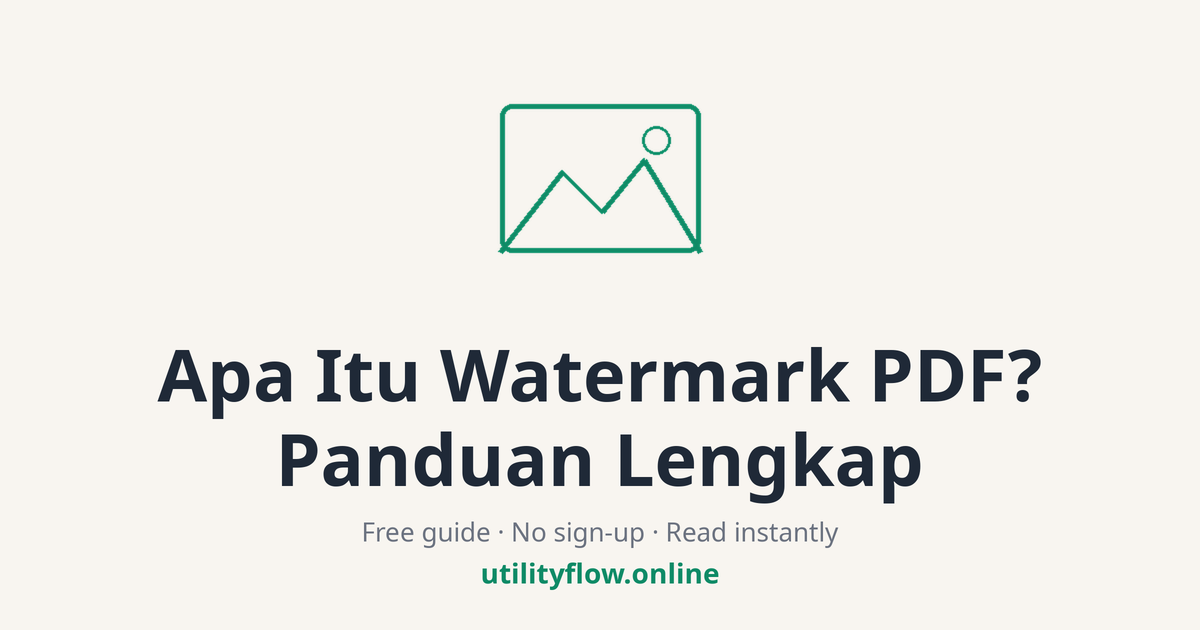 Apa Itu Watermark PDF?
Panduan Lengkap
Free guide · No sign-up · Read instantly
utilityflow.online